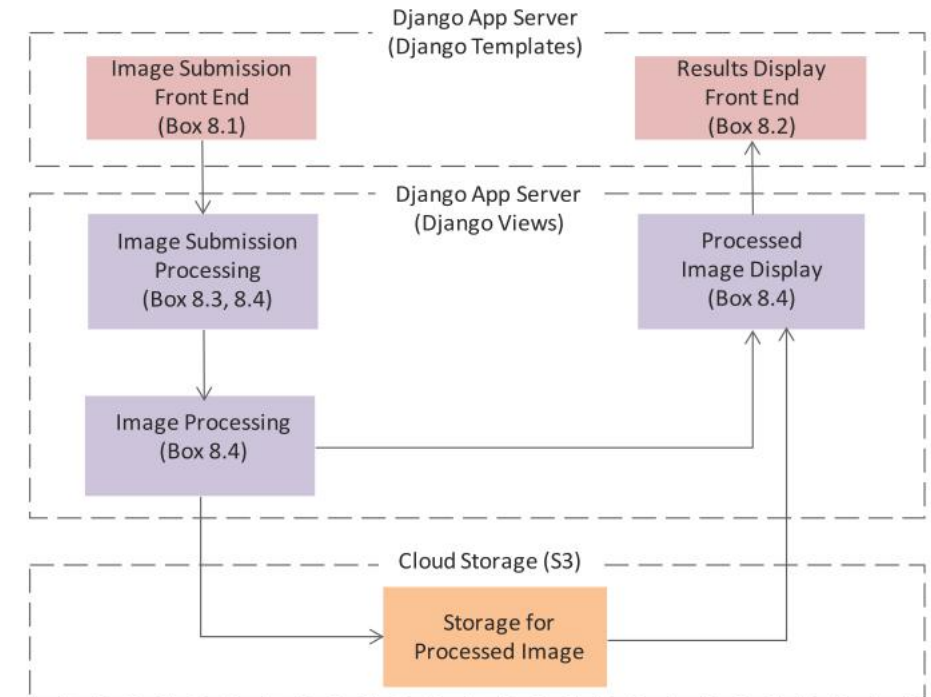 Django App Server
(Django Templates)
Image Submission
Front End
(Box 8.1)
Results Display
Front End
(Box 8.2)
Django App Server
(Django Views)
Image Submission
Processing
(Box 8.3, 8.4)
Processed
Image Display
(Box 8.4)
Image Processing
(Box 8.4)
Cloud Storage (S3)
Storage for
Processed Image